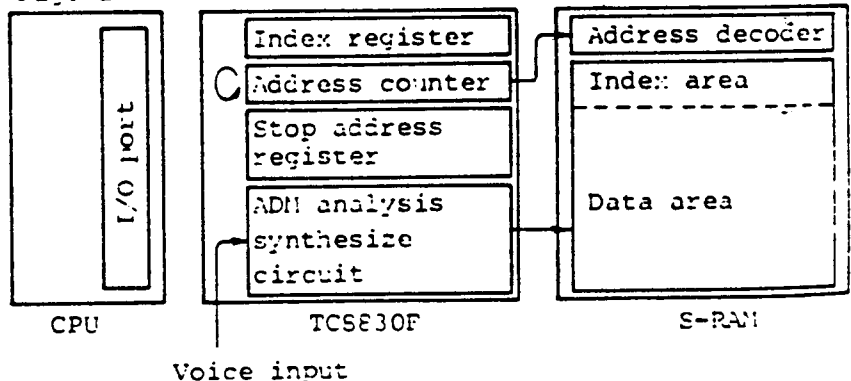 Index register
Address counter
Stop address
register
ADM analysis
synthesize
circuit
I/O port
Address decoder
Index area
Data area
CPU
TCS830F
S-RAM
Voice input